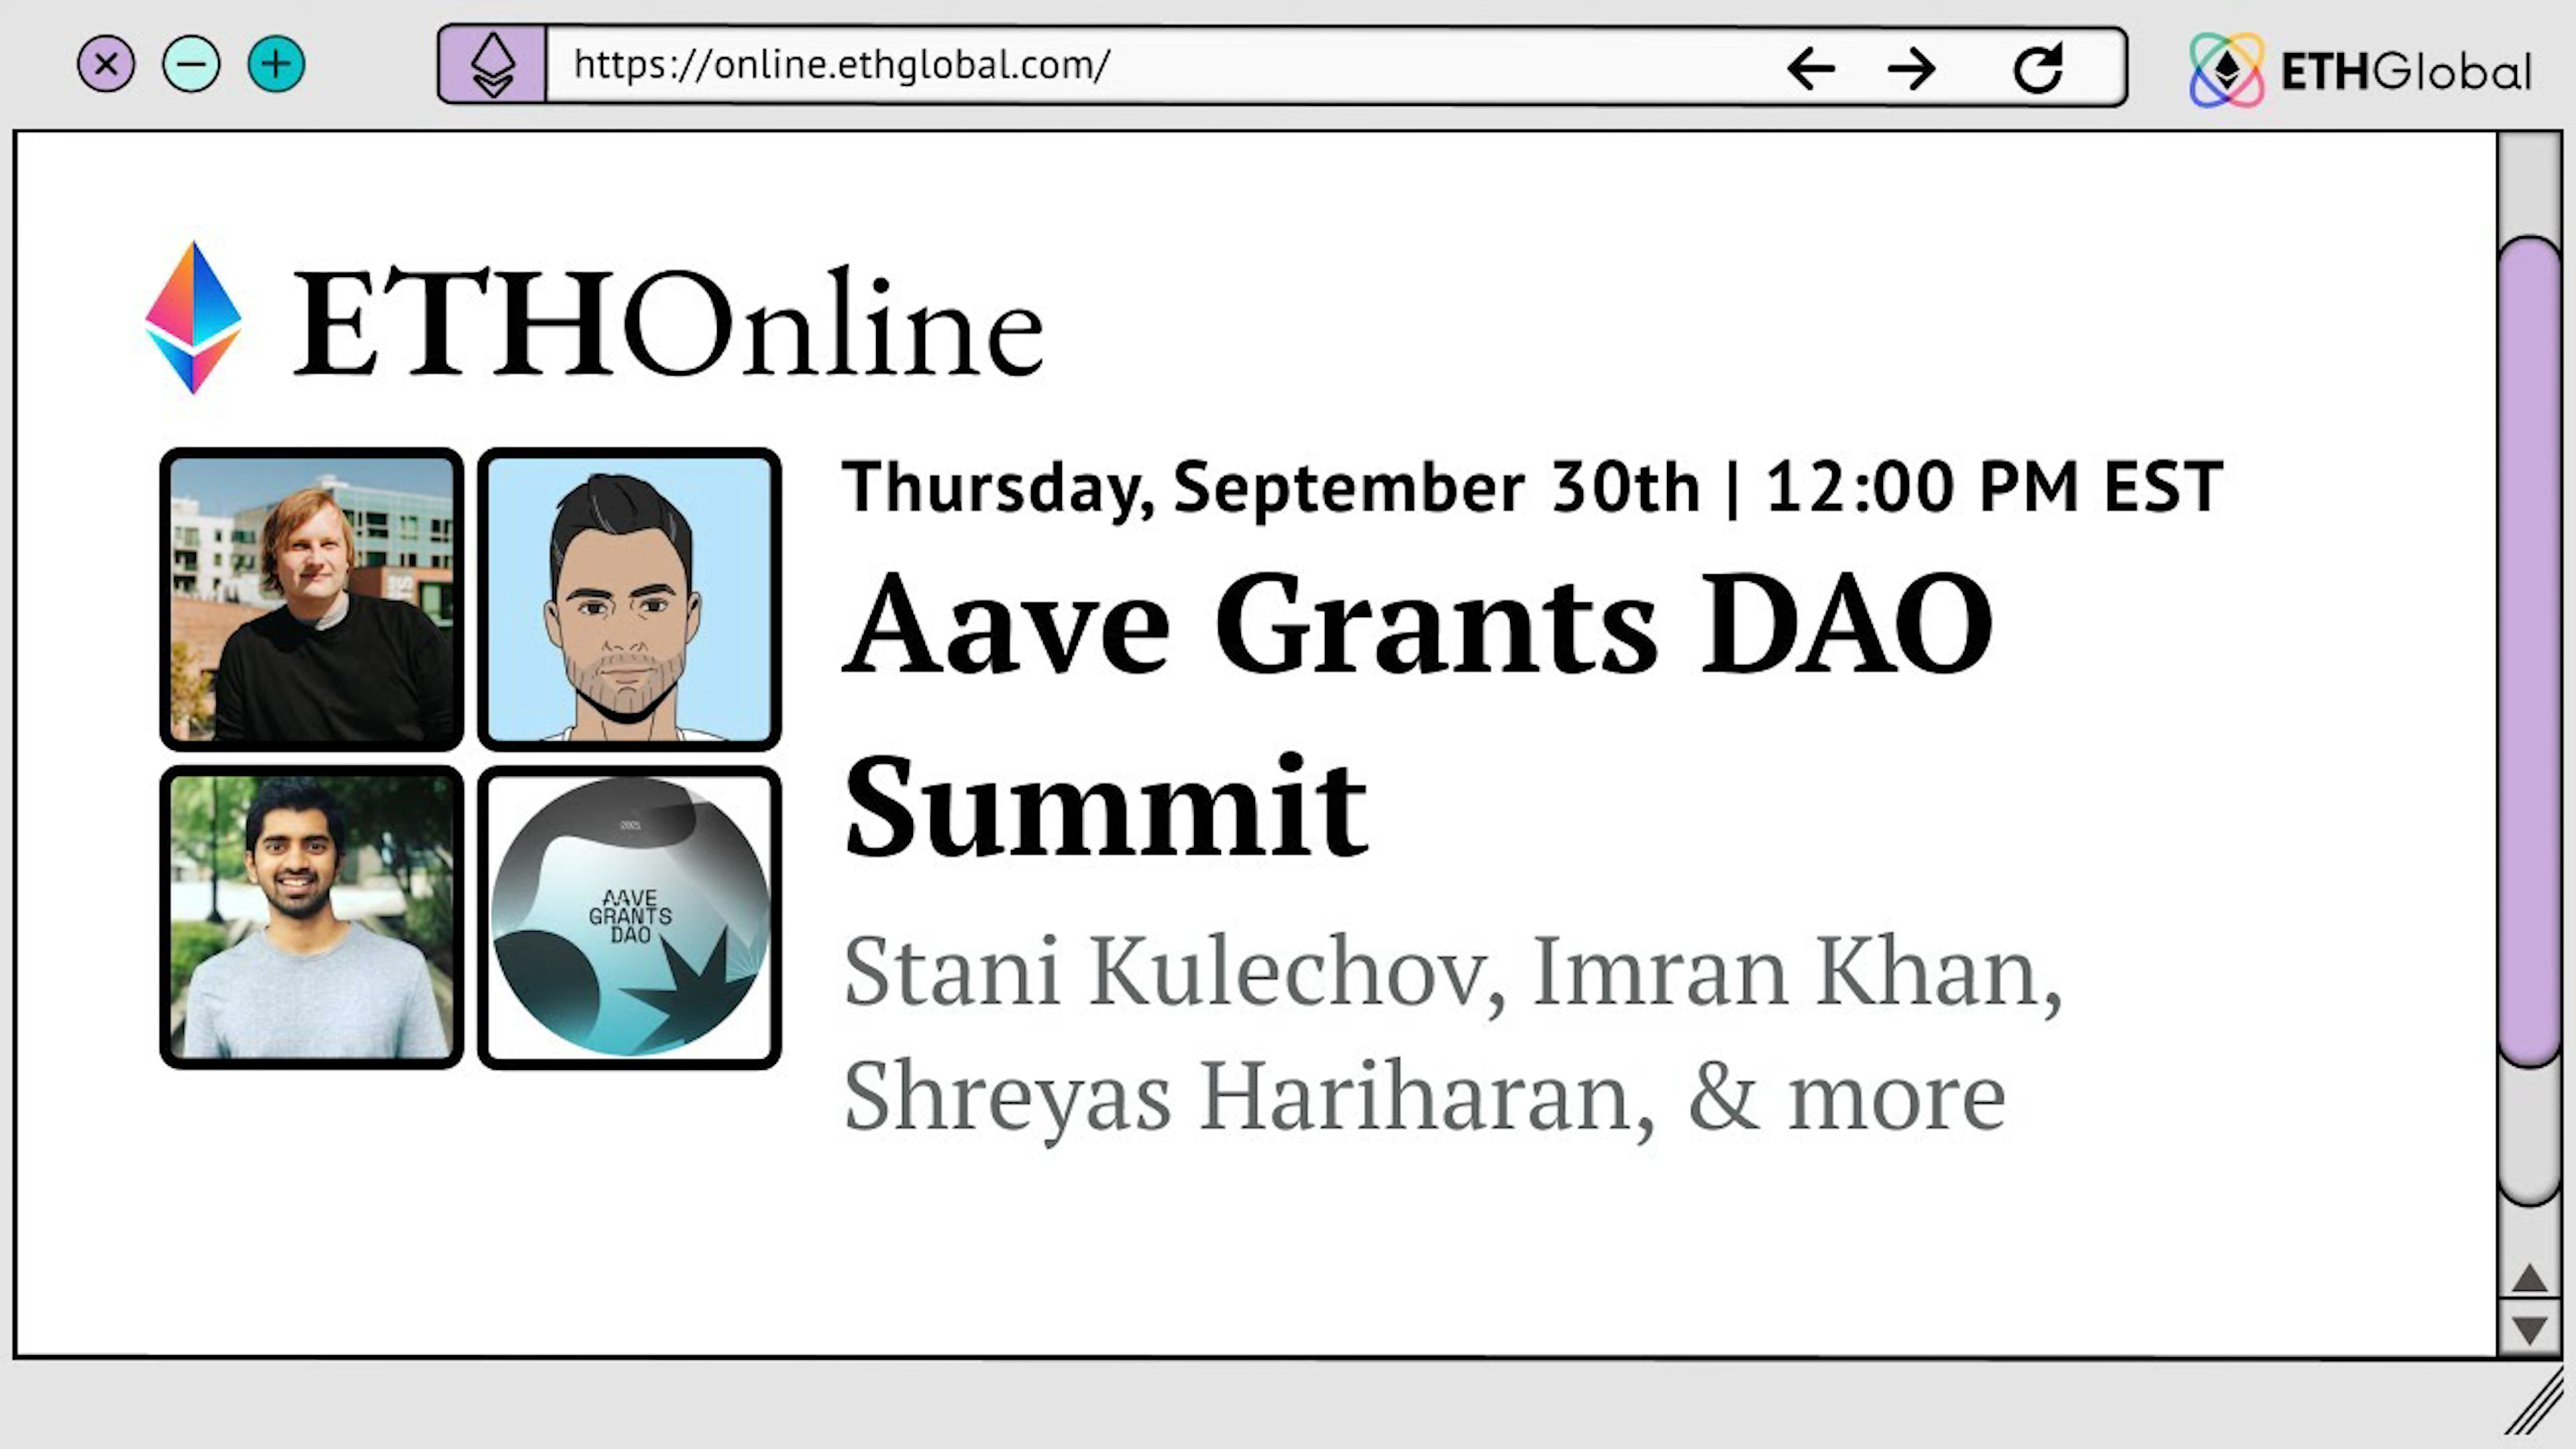 https://online.ethglobal.com/
ETHGlobal
ETHOnline
Thursday, September 30th | 12:00 PM EST
Aave Grants DAO
Summit
Stani Kulechov, Imran Khan,
Shreyas Hariharan, & more
2021
AAVE
GRANTS
DAO